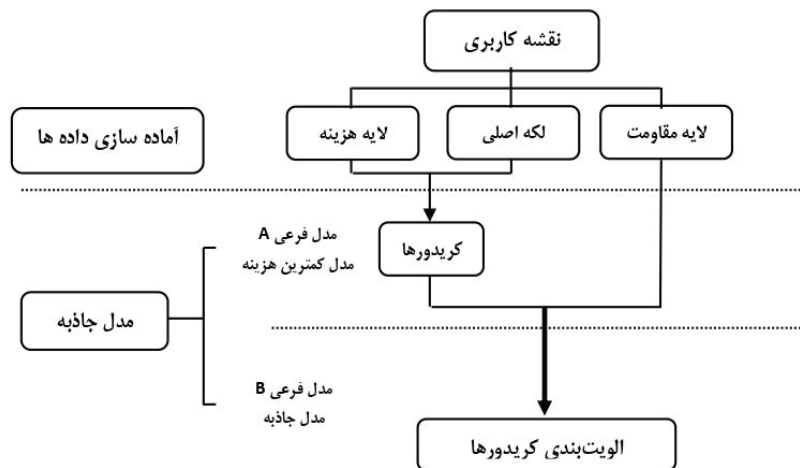 نقشه کاربری
لایه مقاومت
لکه اصلی
لایه هزینه
آماده سازی داده ها
کریدورها
مدل فرعی A
مدل کمترین هزینه
مدل جاذبه
مدل فرعی B
مدل جاذبه
الویت‌بندی کریدورها